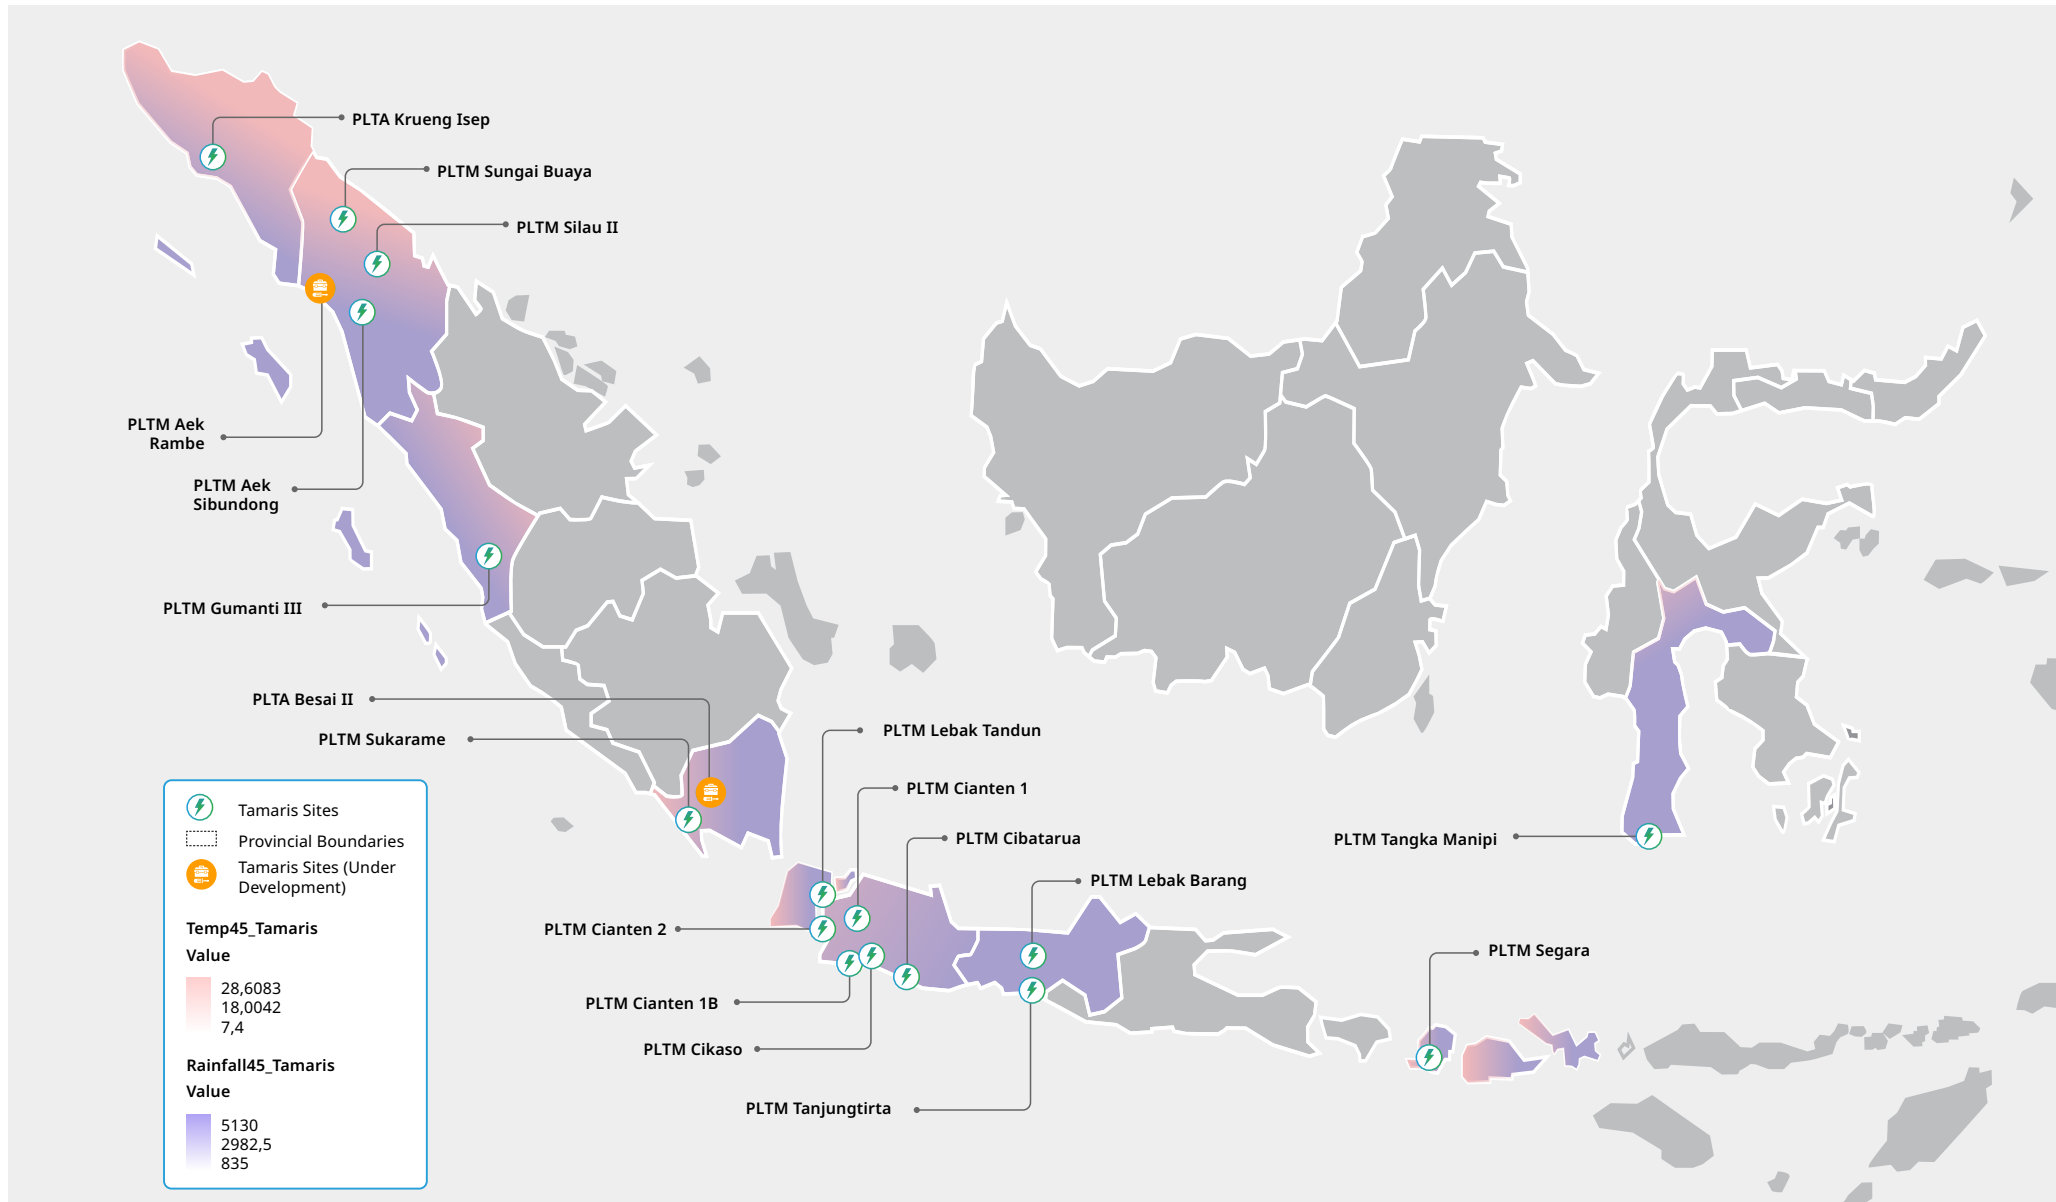 PLTA Krueng Isep
PLTM Sungai Buaya
PLTM Silau II
PLTM Aek
Rambe
PLTM Aek
Sibundong
PLTM Gumanti III
PLTA Besai II
PLTM Sukarame
PLTM Lebak Tandun
PLTM Cianten 1
PLTM Cibatarua
PLTM Lebak Barang
PLTM Tangka Manipi
PLTM Cianten 2
PLTM Segara
PLTM Cianten 1B
PLTM Cikaso
PLTM Tanjungtirta
Tamaris Sites
Provincial Boundaries
Tamaris Sites (Under
Development)
Temp45_Tamaris
Value
28,6083
18,0042
7,4
Rainfall45_Tamaris
Value
5130
2982,5
835